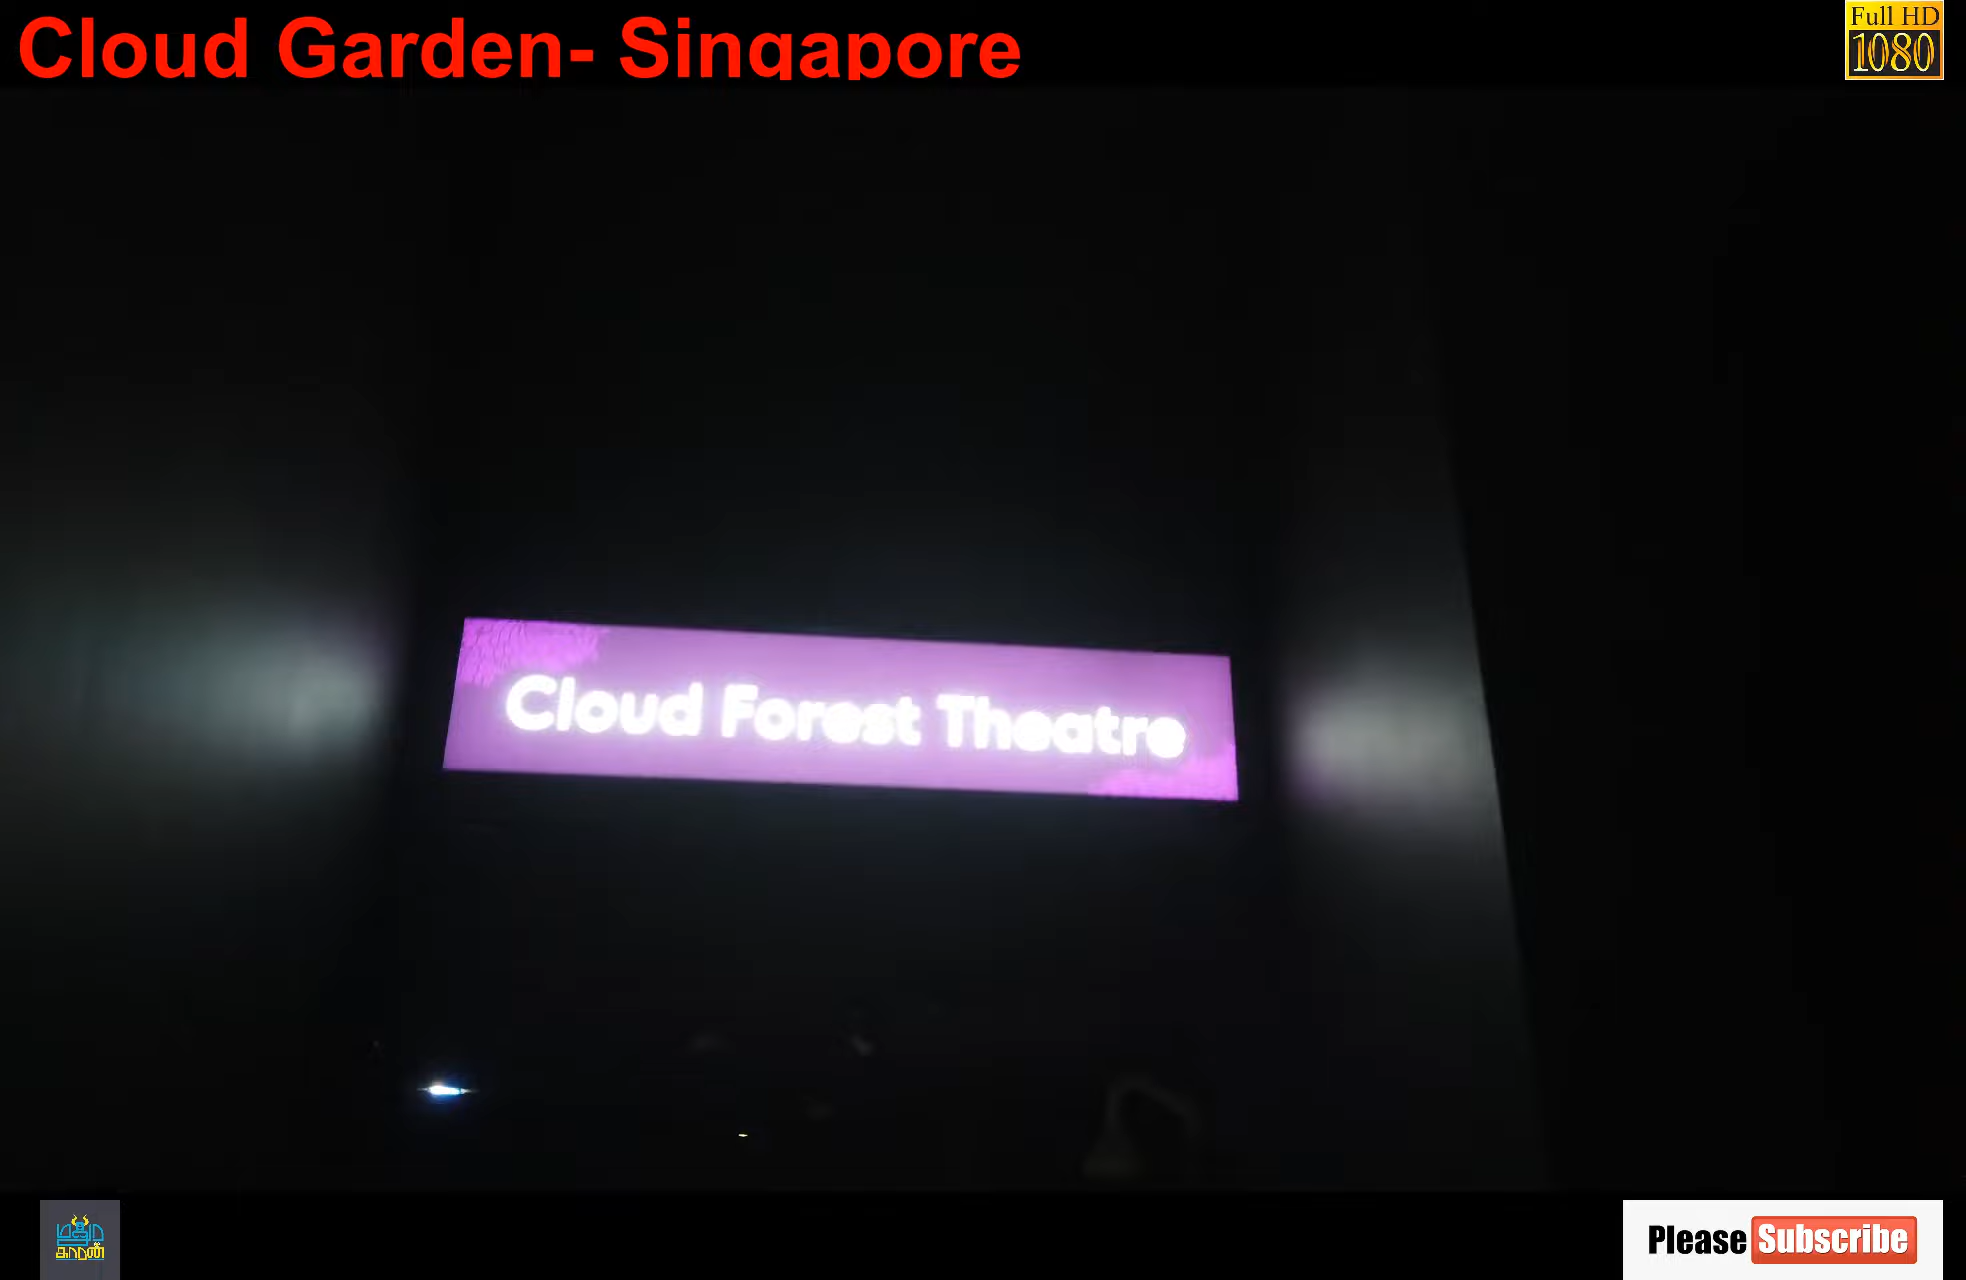 Cloud Garden- Singapore
Full HD
1080
Cloud Forest Theatre
Please Subscribe